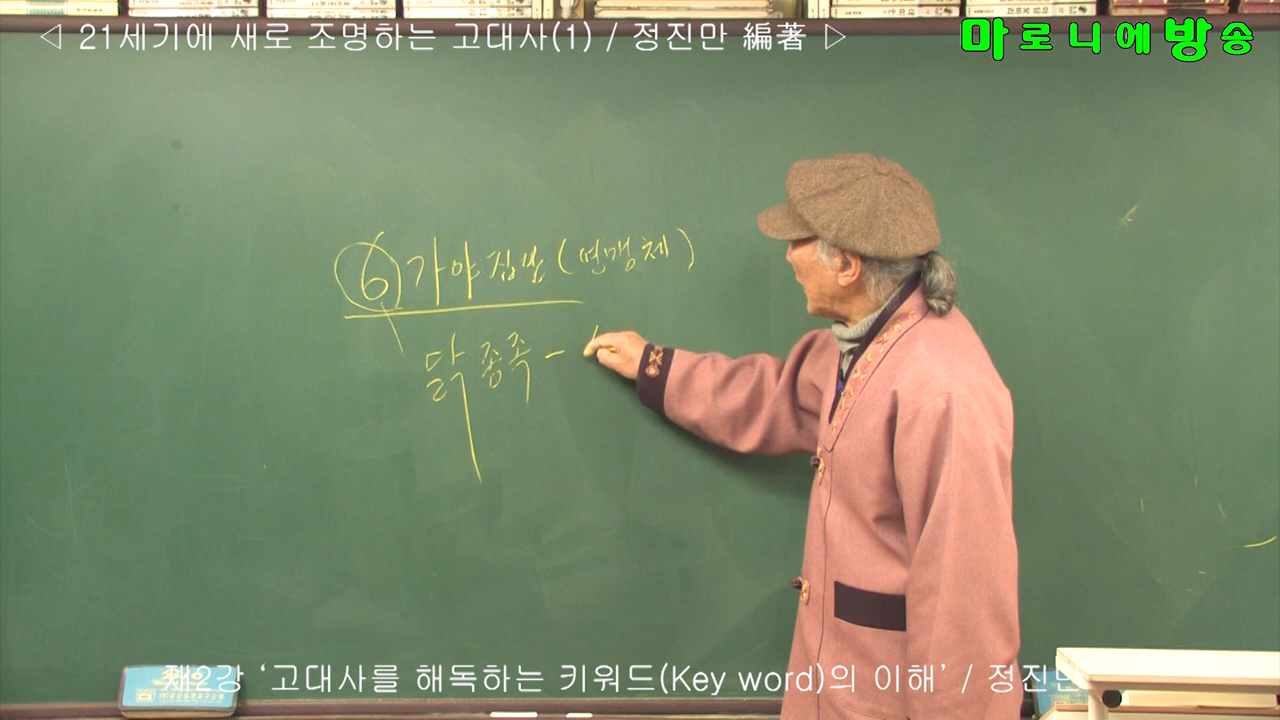 ◁ 21세기에 새로 조명하는 고대사(1) / 정진만 編著 ▷
마로니에방송
6 가야 집단 (연맹체)
닭 종족 -
제2강 ‘고대사를 해독하는 키워드(Key word)의 이해’ / 정진만